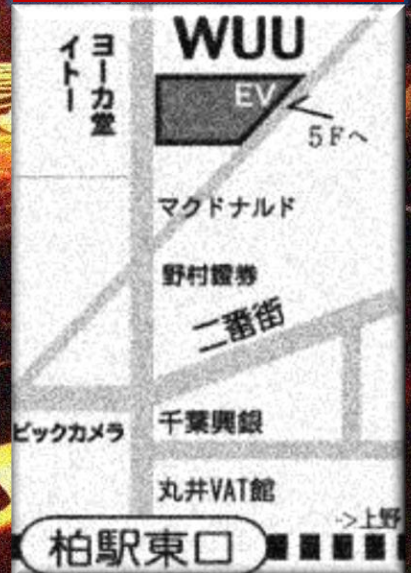 WUU
イトー
ヨーカ堂
EV
5Fへ
マクドナルド
野村證券
二番街
ビックカメラ
千葉興銀
丸井VAT館
->上野
柏駅東口